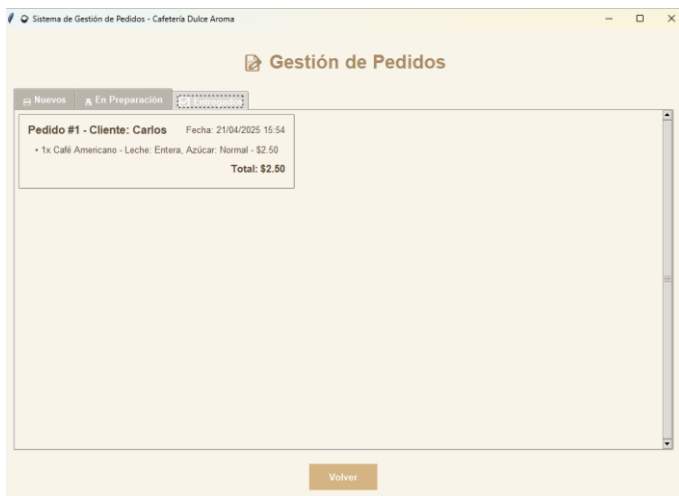 Sistema de Gestión de Pedidos - Cafetería Dulce Aroma
Gestión de Pedidos
Nuevos En Preparación Entregados
Pedido #1 - Cliente: Carlos Fecha: 21/04/2025 15:54
• 1x Café Americano - Leche: Entera, Azúcar: Normal - $2.50
Total: $2.50
Volver